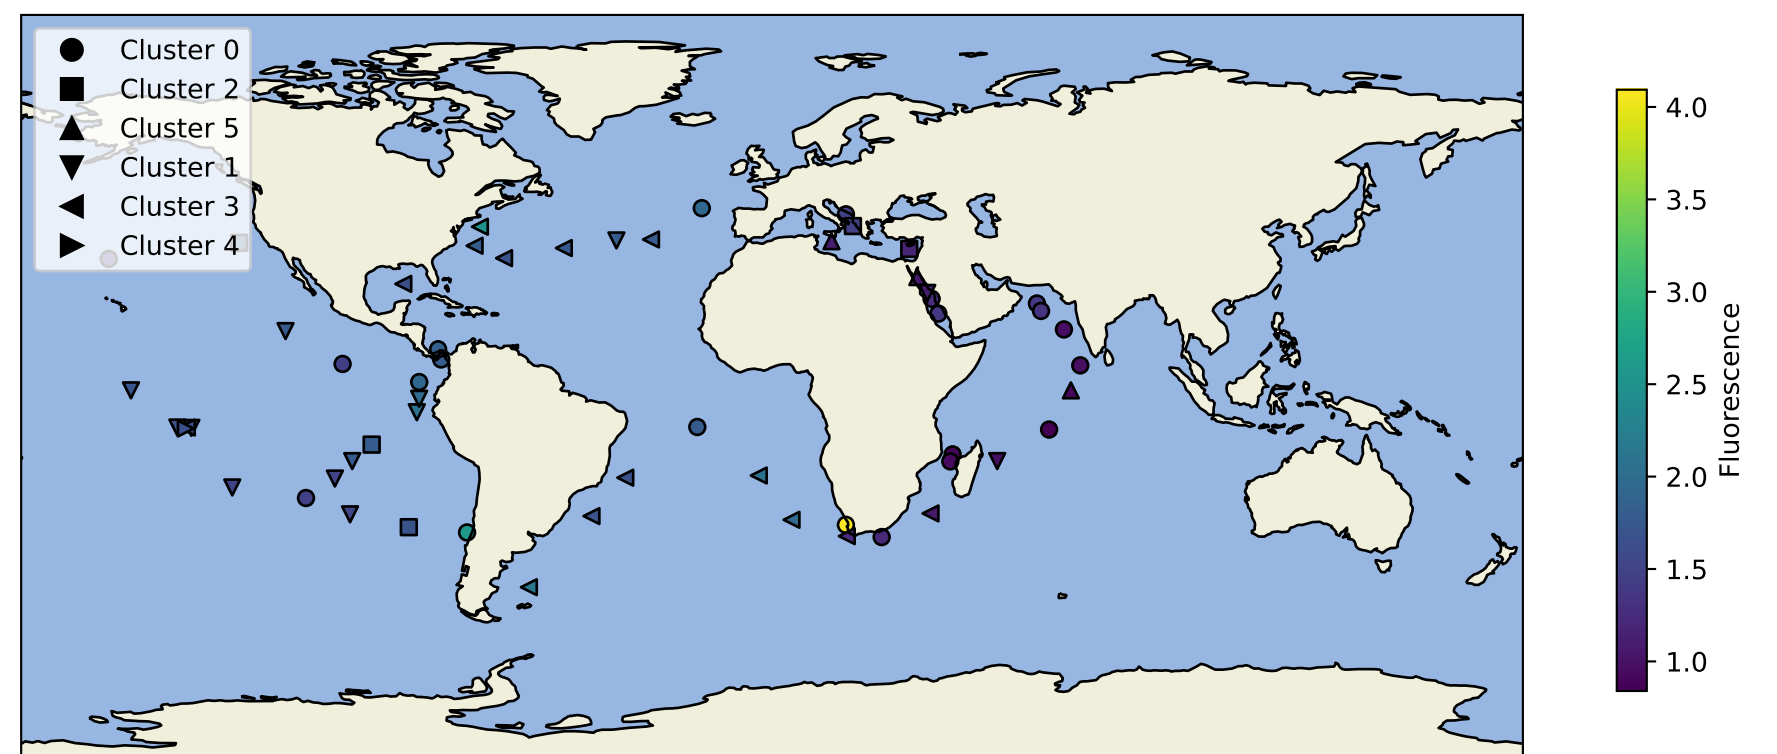 Cluster 0
Cluster 2
Cluster 5
Cluster 1
Cluster 3
Cluster 4
4.0
3.5
3.0
2.5
2.0
1.5
1.0
Fluorescence